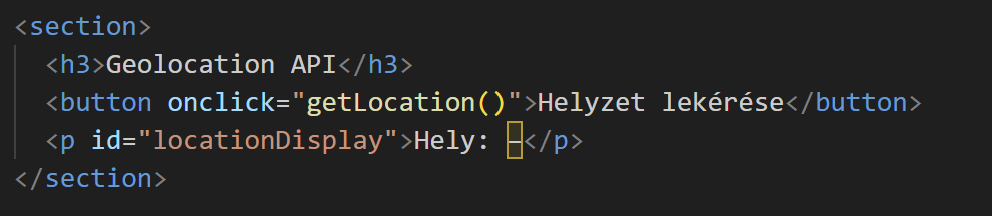 <section>
<h3>Geolocation API</h3>
<button onclick="getLocation()">Helyzet lekérése</button>
<p id="locationDisplay">Hely: –</p>
</section>